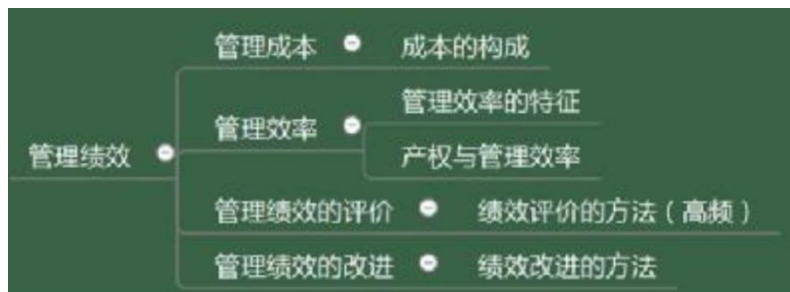 管理成本
成本的构成
管理效率的特征
管理效率
产权与管理效率
管理绩效
管理绩效的评价
绩效评价的方法（高频）
管理绩效的改进
绩效改进的方法